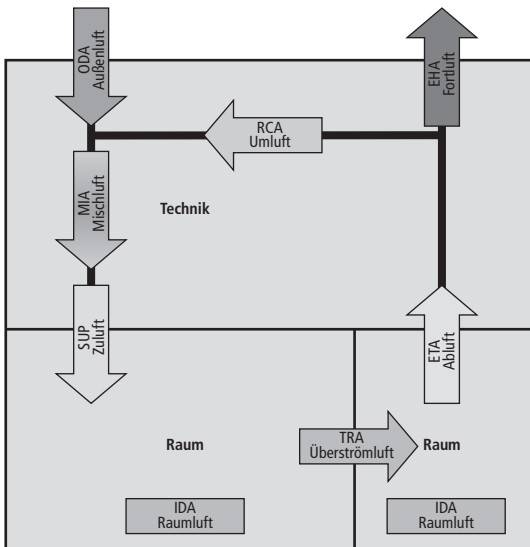 ODA
Außenluft
EHA
Fortluft
RCA
Umluft
MIA
Mischluft
Technik
SUP
Zuluft
ETA
Abluft
Raum
TRA
Überströmluft
Raum
IDA
Raumluft
IDA
Raumluft